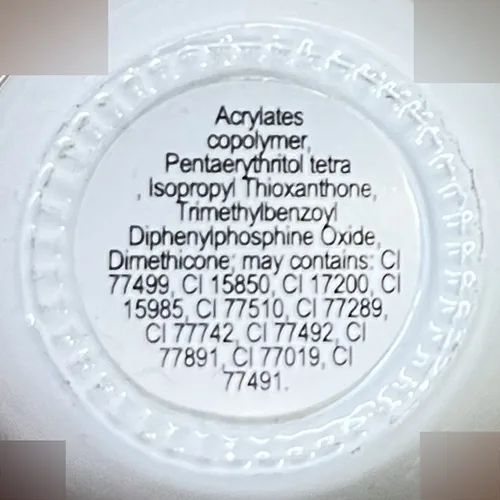 Acrylates
copolymer,
Pentaerythritol tetra
, Isopropyl Thioxanthone,
Trimethylbenzoyl
Diphenylphosphine Oxide,
Dimethicone; may contains: CI
77499, CI 15850, CI 17200, CI
15985, CI 77510, CI 77289,
CI 77742, CI 77492, CI
77891, CI 77019, CI
77491.